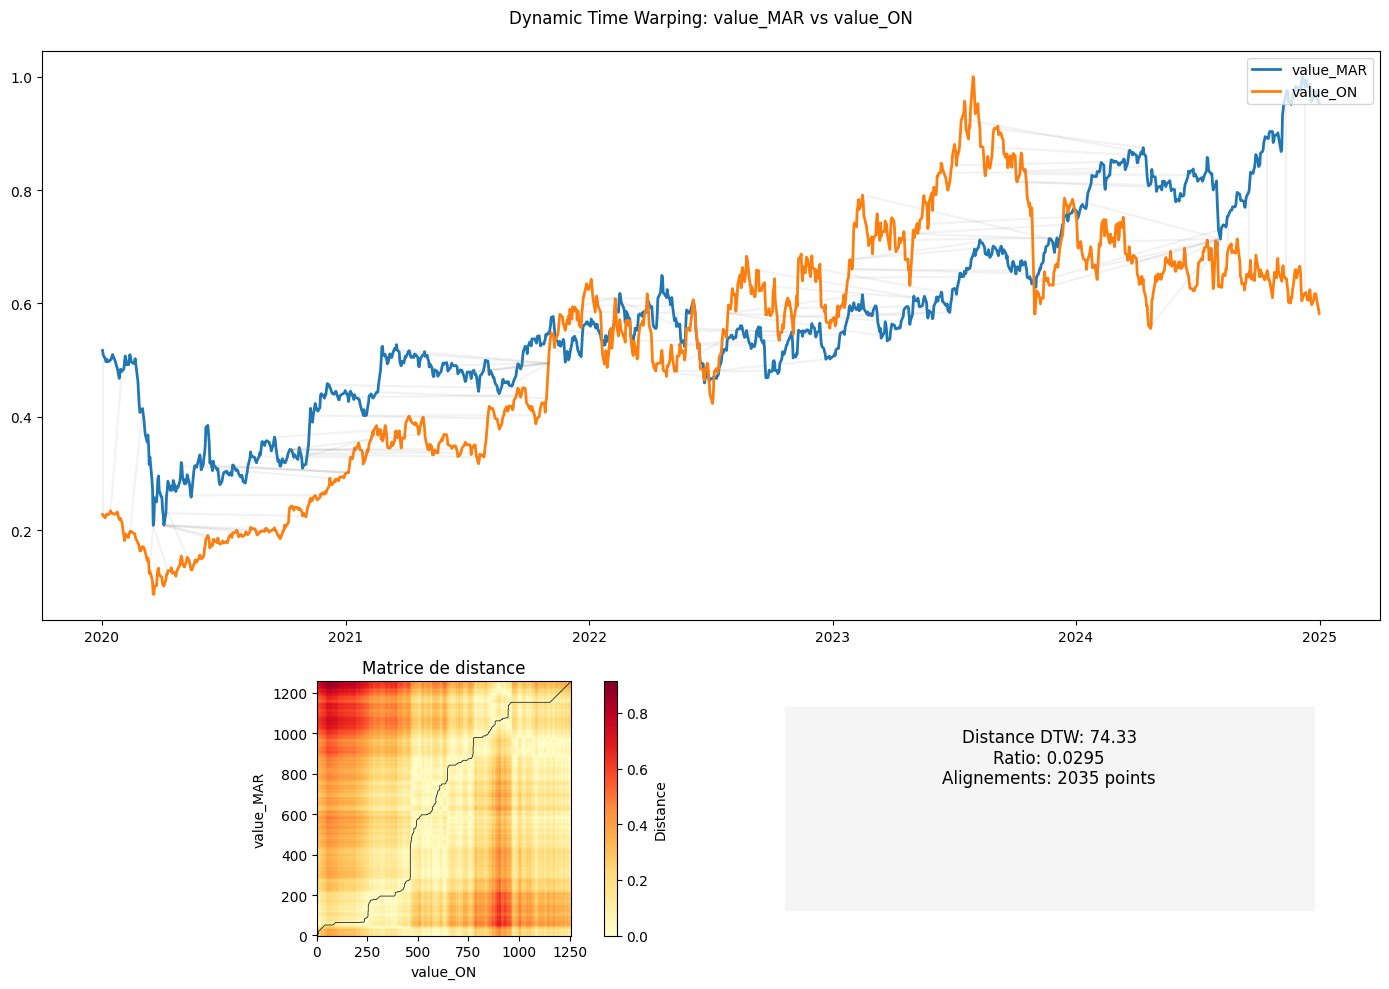 Dynamic Time Warping: value_MAR vs value_ON
1.0
0.8
0.6
0.4
0.2
value_MAR
value_ON
2020 2021 2022 2023 2024 2025
Matrice de distance
value_MAR
1200
1000
800
600
400
200
0
0 250 500 750 1000 1250
value_ON
0.8
0.6
0.4
0.2
0.0
Distance
Distance DTW: 74.33
Ratio: 0.0295
Alignements: 2035 points